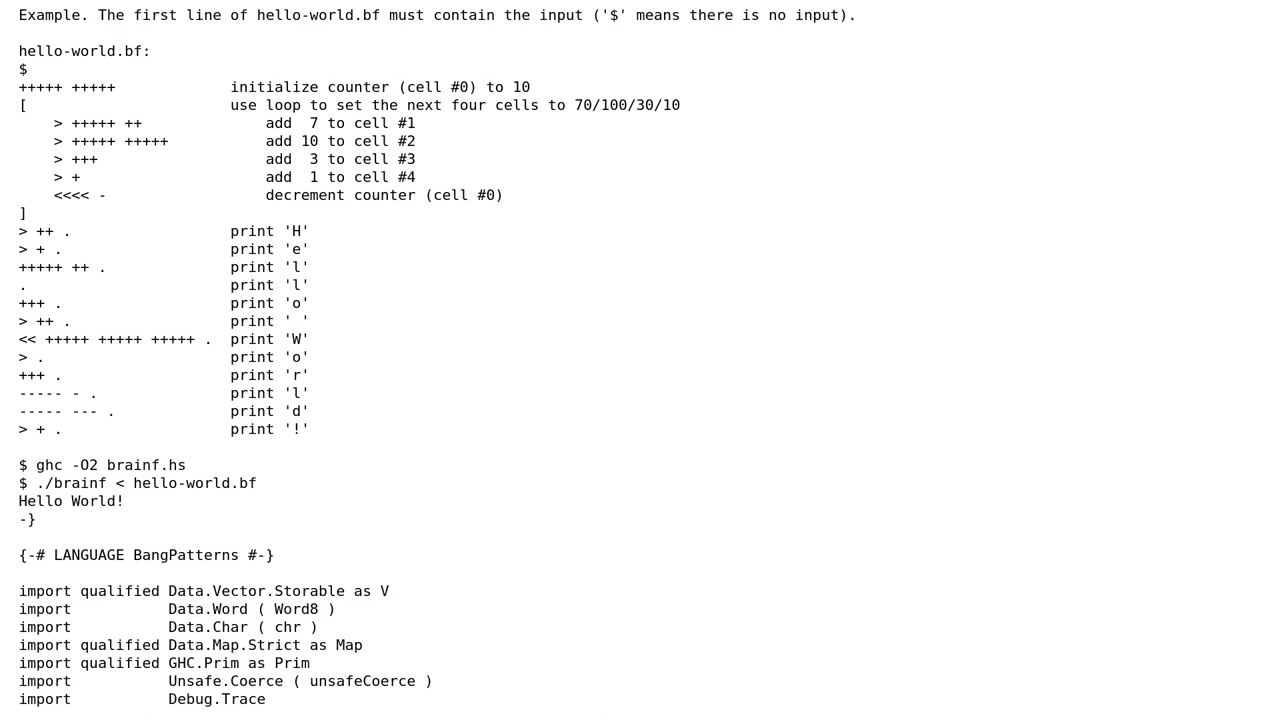 Example. The first line of hello-world.bf must contain the input ('$' means there is no input).

hello-world.bf:
$
+++++ +++++             initialize counter (cell #0) to 10
[                       use loop to set the next four cells to 70/100/30/10
    > +++++ ++              add  7 to cell #1
    > +++++ +++++           add 10 to cell #2
    > +++                   add  3 to cell #3
    > +                     add  1 to cell #4
    <<<< -                  decrement counter (cell #0)
]
> ++ .                  print 'H'
> + .                   print 'e'
+++++ ++ .              print 'l'
.                       print 'l'
+++ .                   print 'o'
> ++ .                  print ' '
<< +++++ +++++ +++++ .  print 'W'
> .                     print 'o'
+++ .                   print 'r'
----- - .               print 'l'
----- --- .             print 'd'
> + .                   print '!'

$ ghc -O2 brainf.hs
$ ./brainf < hello-world.bf
Hello World!
-}

{-# LANGUAGE BangPatterns #-}

import qualified Data.Vector.Storable as V
import           Data.Word ( Word8 )
import           Data.Char ( chr )
import qualified Data.Map.Strict as Map
import qualified GHC.Prim as Prim
import           Unsafe.Coerce ( unsafeCoerce )
import           Debug.Trace